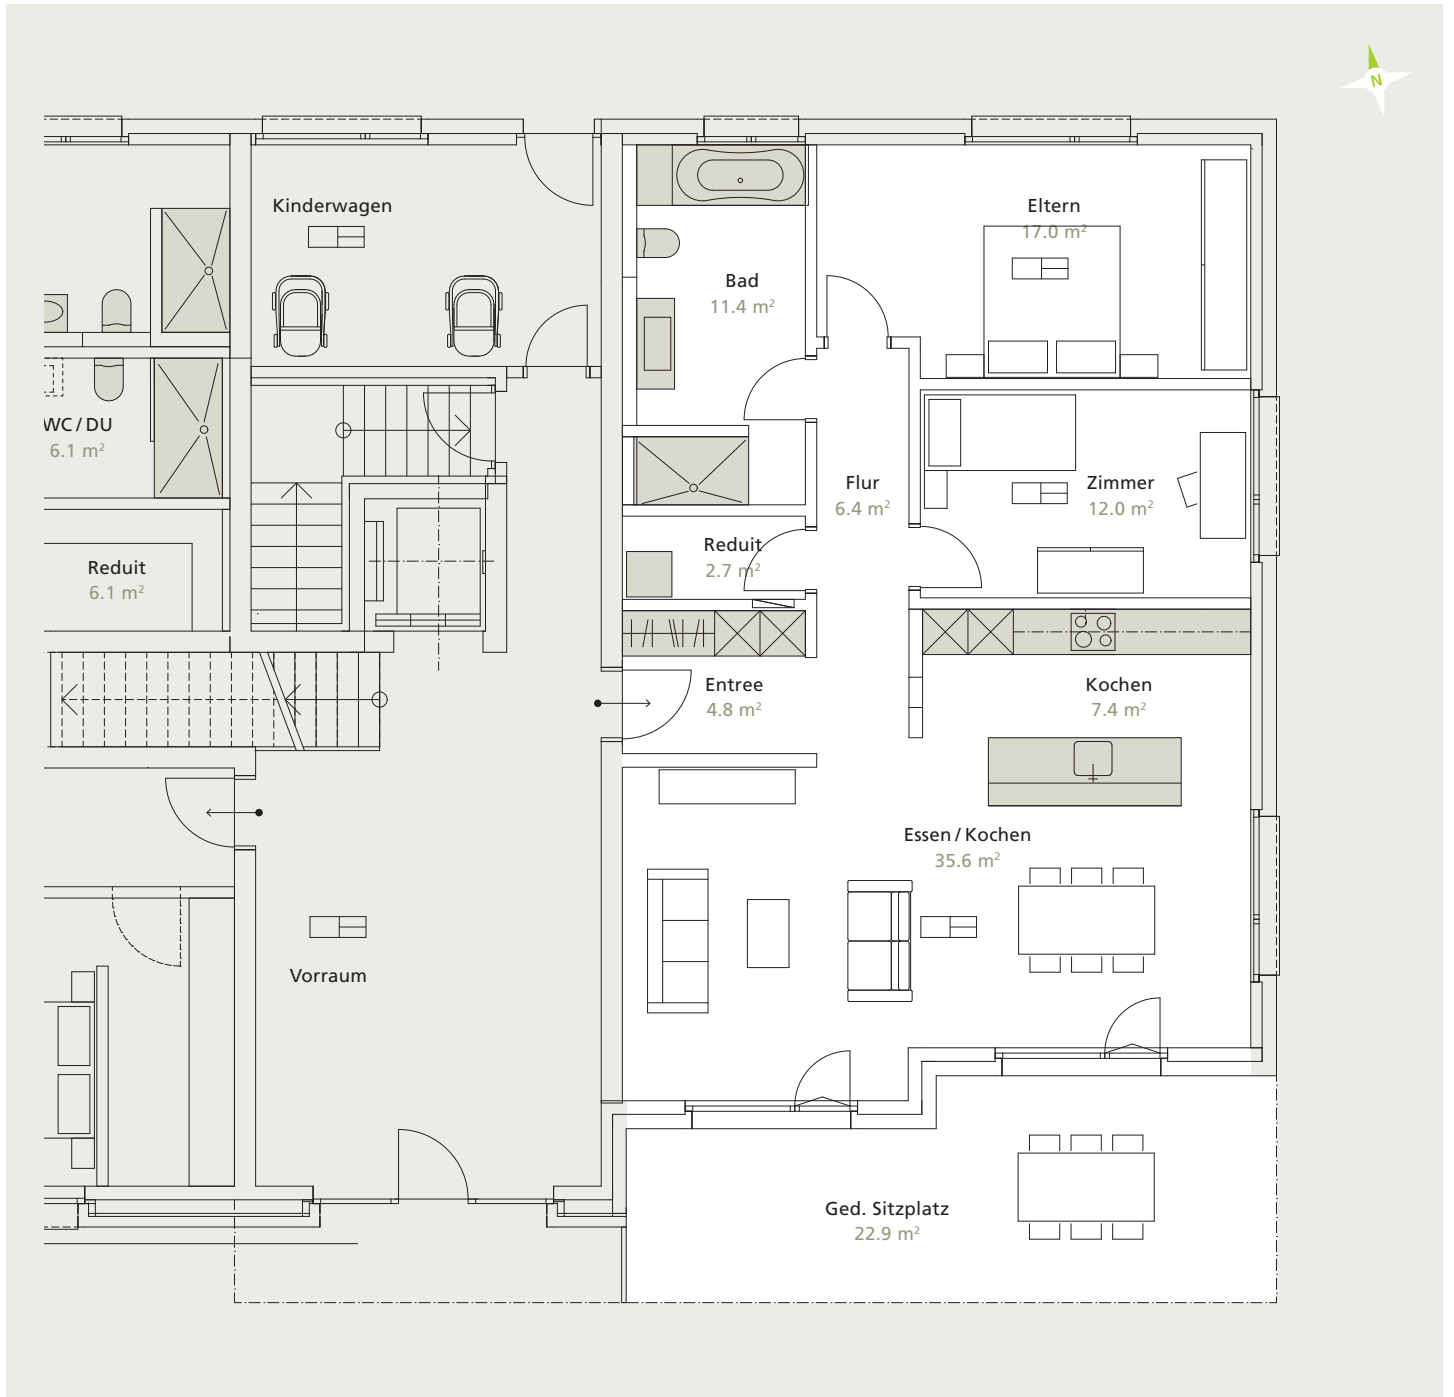 N
Kinderwagen
Eltern
17.0 m²
Bad
11.4 m²
WC / DU
6.1 m²
Flur
6.4 m²
Zimmer
12.0 m²
Reduit
2.7 m²
Reduit
6.1 m²
Entree
4.8 m²
Kochen
7.4 m²
Essen / Kochen
35.6 m²
Vorraum
Ged. Sitzplatz
22.9 m²